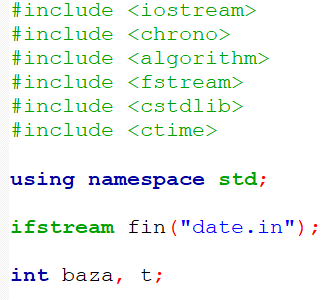 #include <iostream>
#include <chrono>
#include <algorithm>
#include <fstream>
#include <cstdlib>
#include <ctime>
using namespace std;
ifstream fin("date.in");
int baza, t;